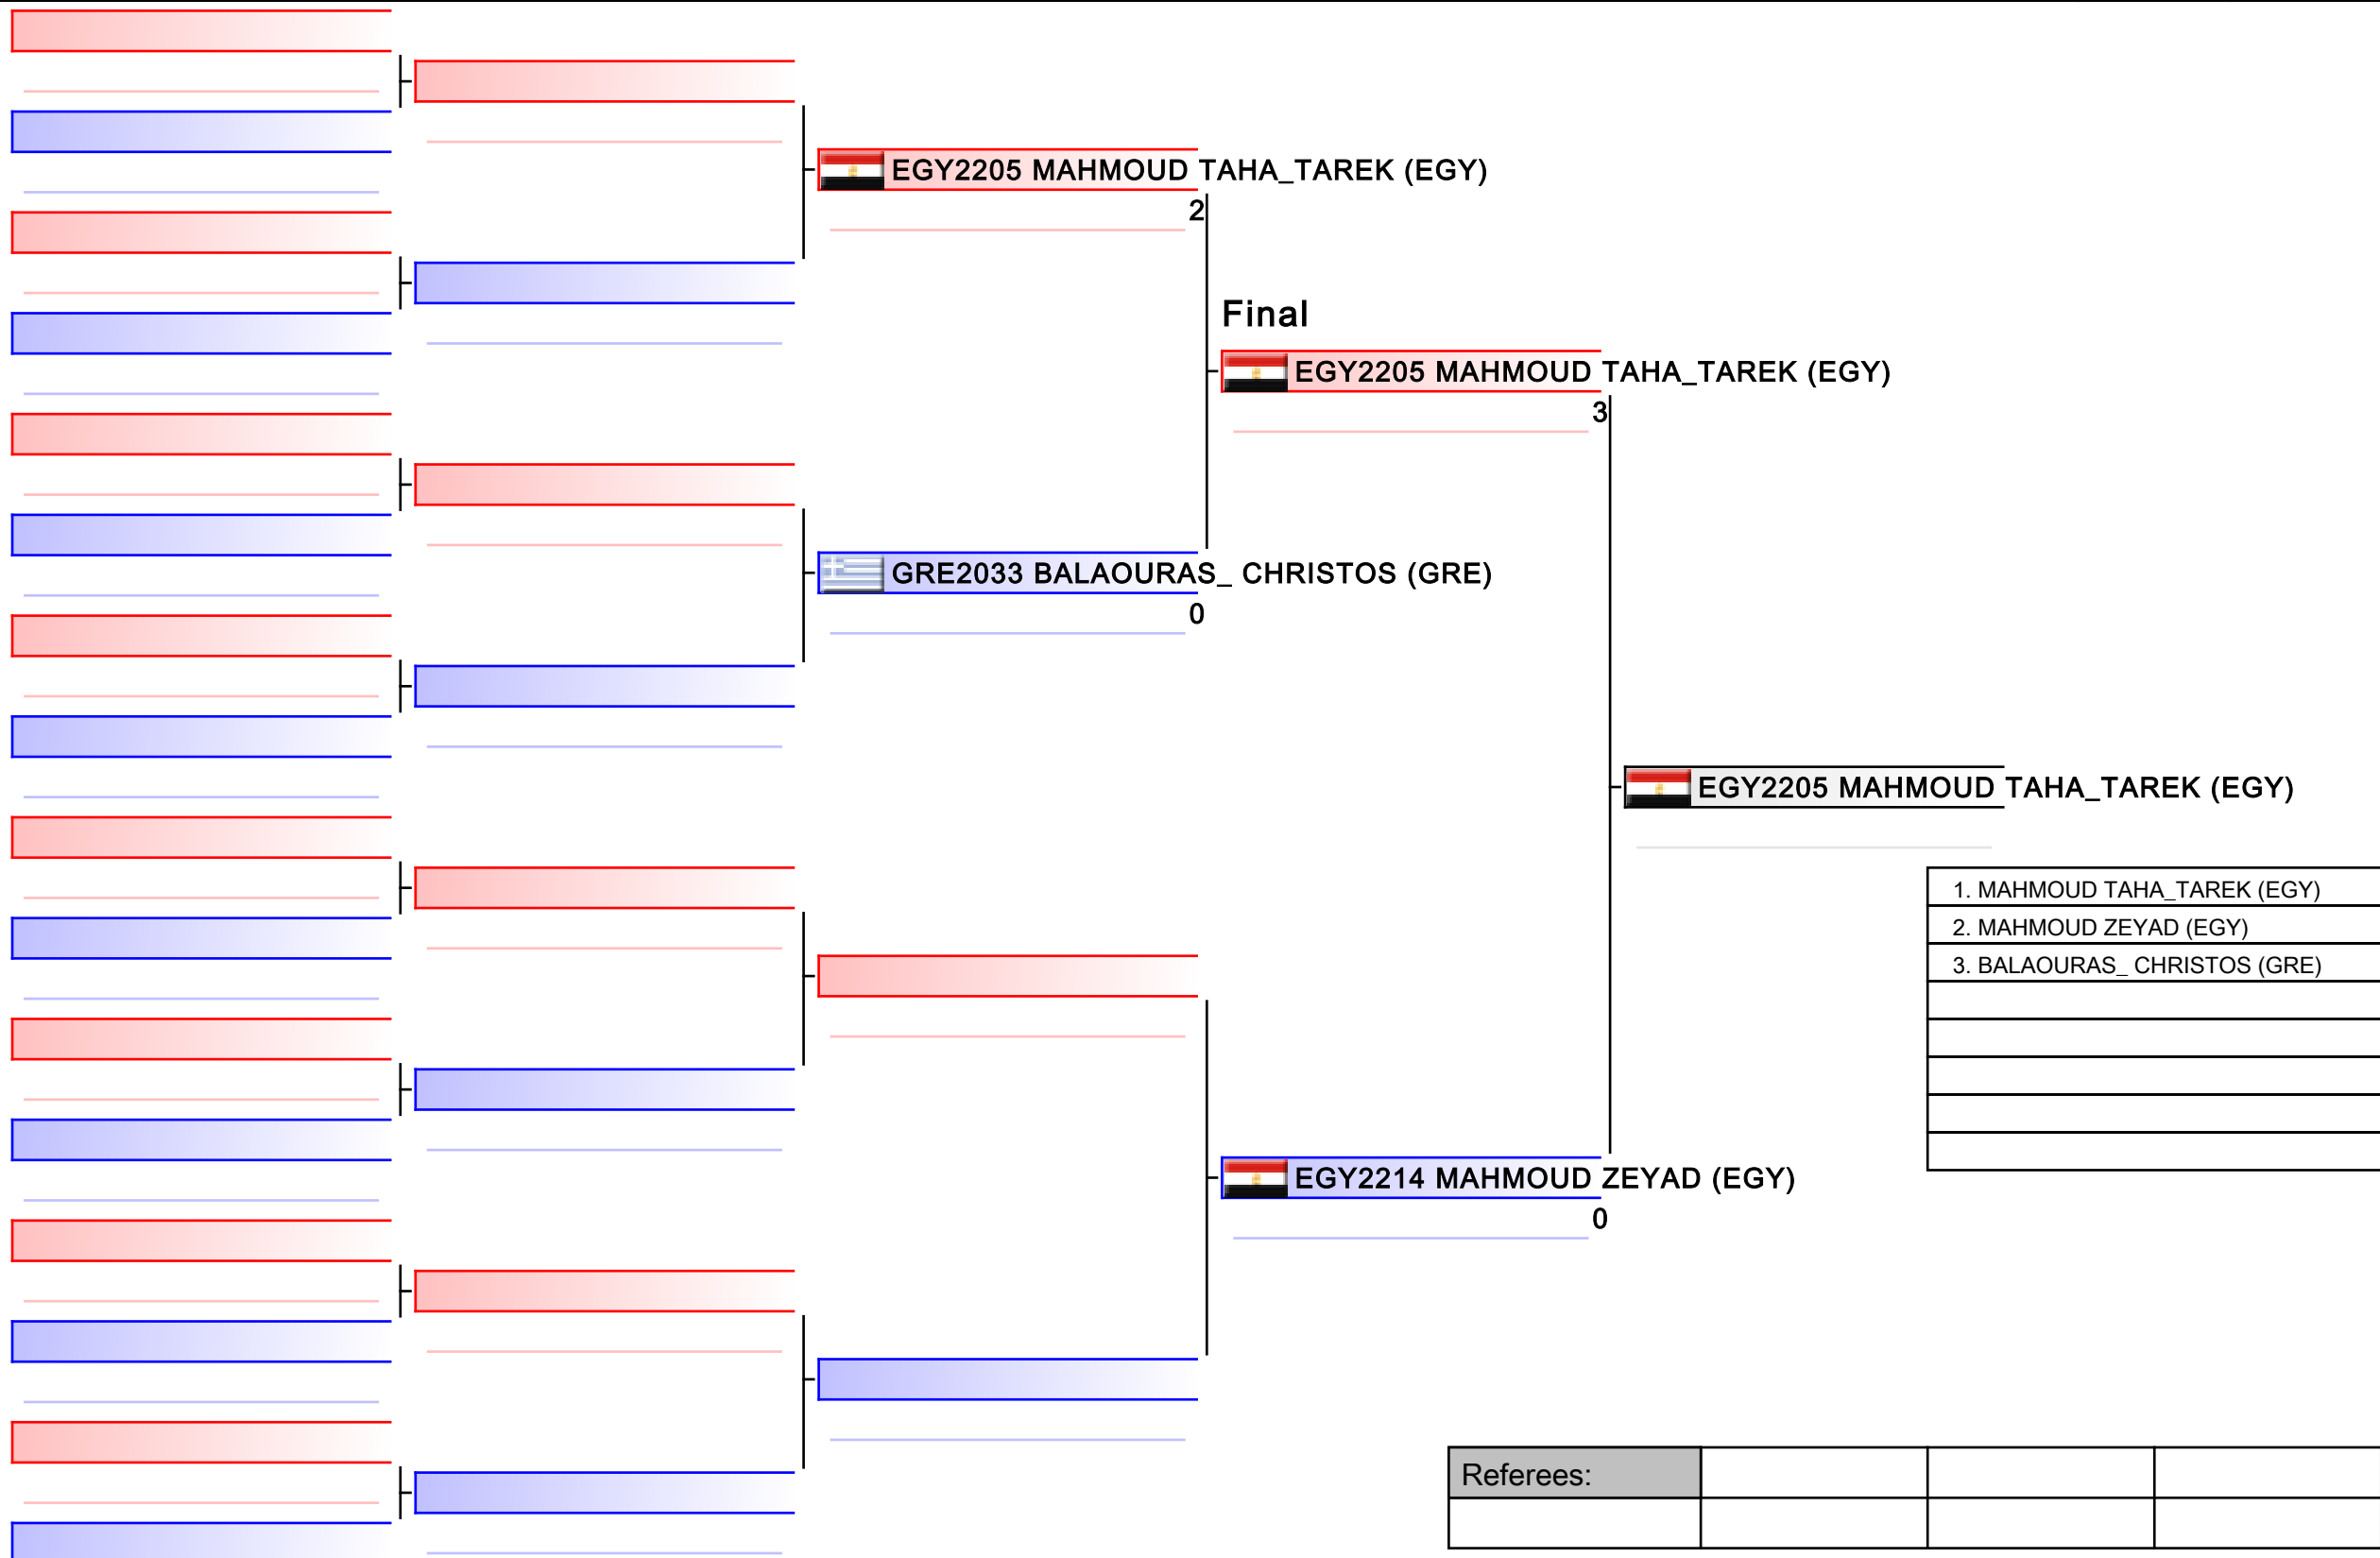 EGY2205 MAHMOUD TAHA_TAREK (EGY)
2
Final
EGY2205 MAHMOUD TAHA_TAREK (EGY)
3
GRE2033 BALAOURAS_ CHRISTOS (GRE)
0
EGY2205 MAHMOUD TAHA_TAREK (EGY)
1. MAHMOUD TAHA_TAREK (EGY)
2. MAHMOUD ZEYAD (EGY)
3. BALAOURAS_ CHRISTOS (GRE)
EGY2214 MAHMOUD ZEYAD (EGY)
0
Referees: